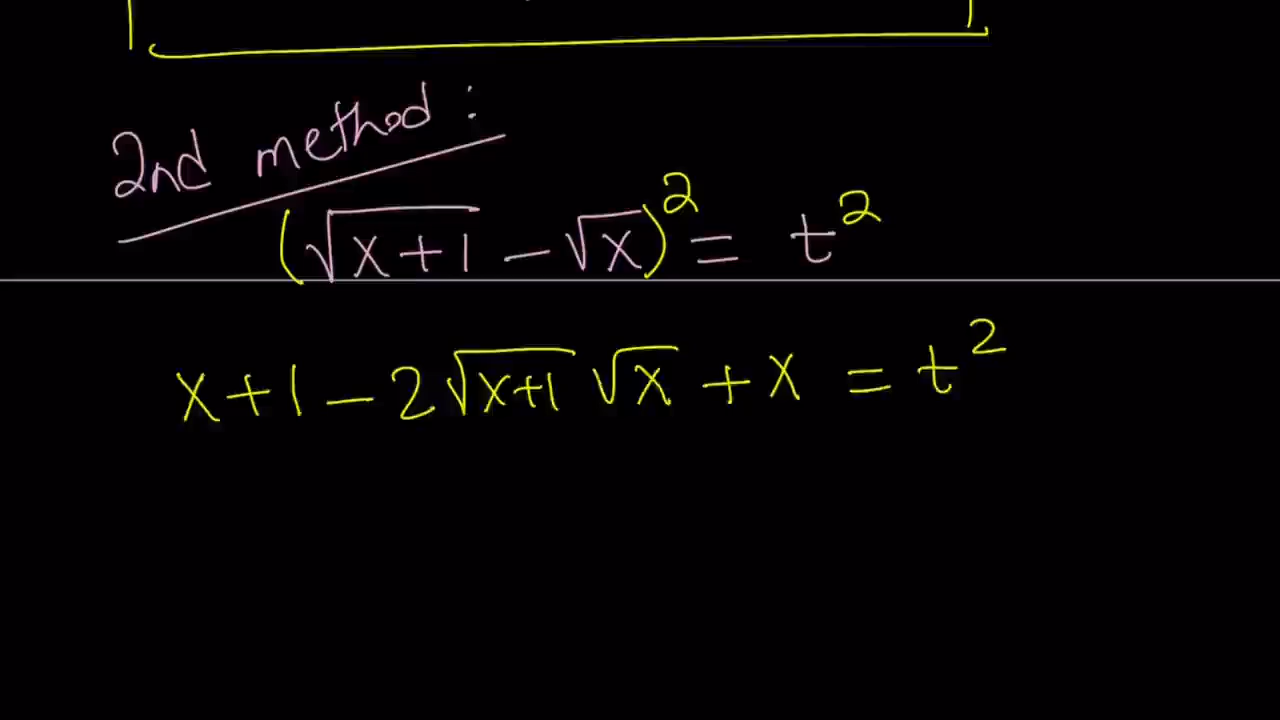 2nd method:
(√(x+1) - √x)² = t²
x+1 - 2√(x+1) √x + x = t²